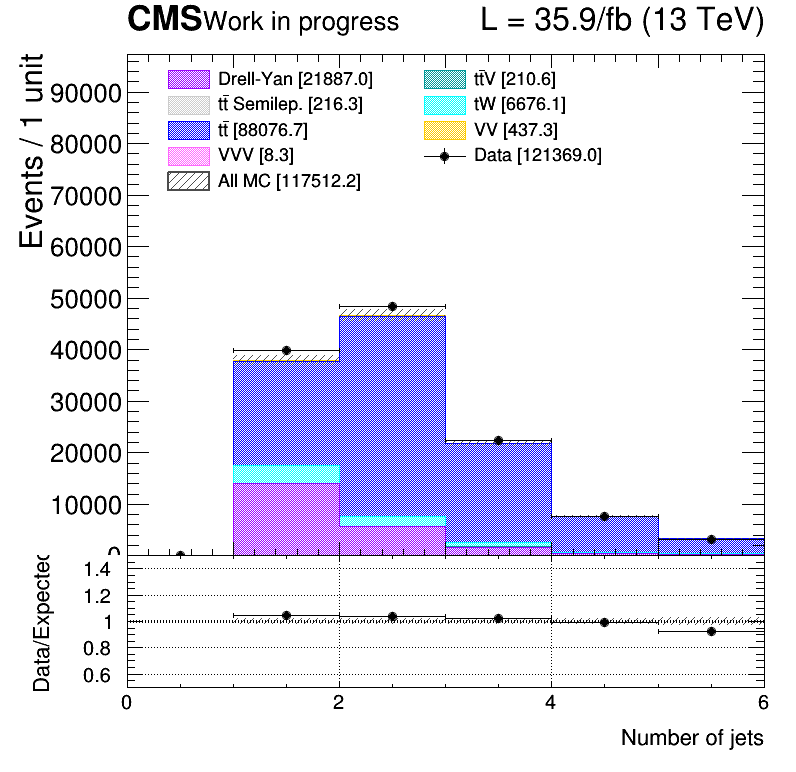 CMS Work in progress L = 35.9/fb (13 TeV)
Events / 1 unit
Drell-Yan [21887.0]
tt̄V [210.6]
tt̄ Semilep. [216.3]
tW [6676.1]
tt̄ [88076.7]
VV [437.3]
VVV [8.3]
Data [121369.0]
All MC [117512.2]
90000
80000
70000
60000
50000
40000
30000
20000
10000
0
Data/Expected
1.4
1.2
1
0.8
0.6
0 2 4 6
Number of jets